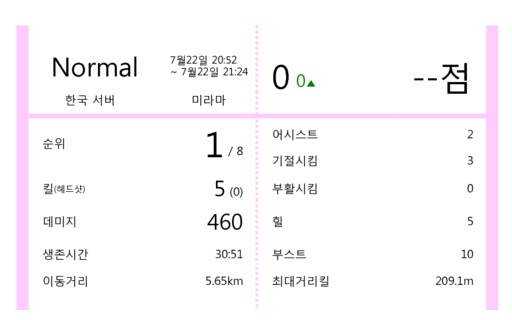 Normal
7월22일 20:52
~ 7월22일 21:24
한국 서버
미라마
0 0▲
--점
순위 1 / 8
킬(헤드샷) 5 (0)
데미지 460
생존시간 30:51
이동거리 5.65km
어시스트 2
기절시킴 3
부활시킴 0
힐 5
부스트 10
최대거리킬 209.1m